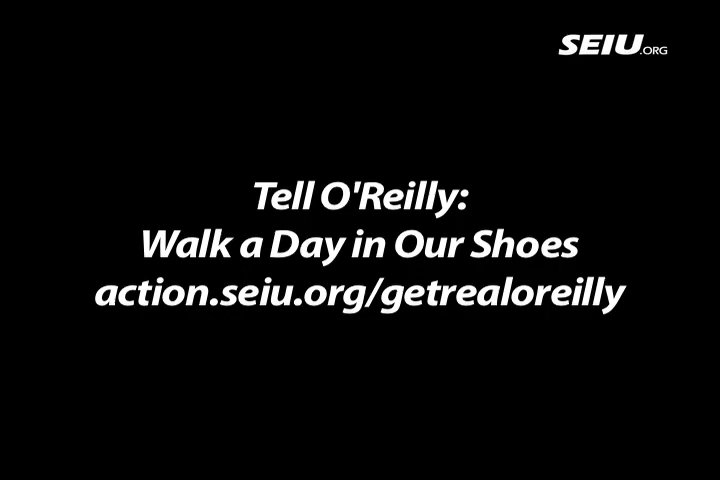 SEIU.ORG
Tell O'Reilly:
Walk a Day in Our Shoes
action.seiu.org/getrealoreilly